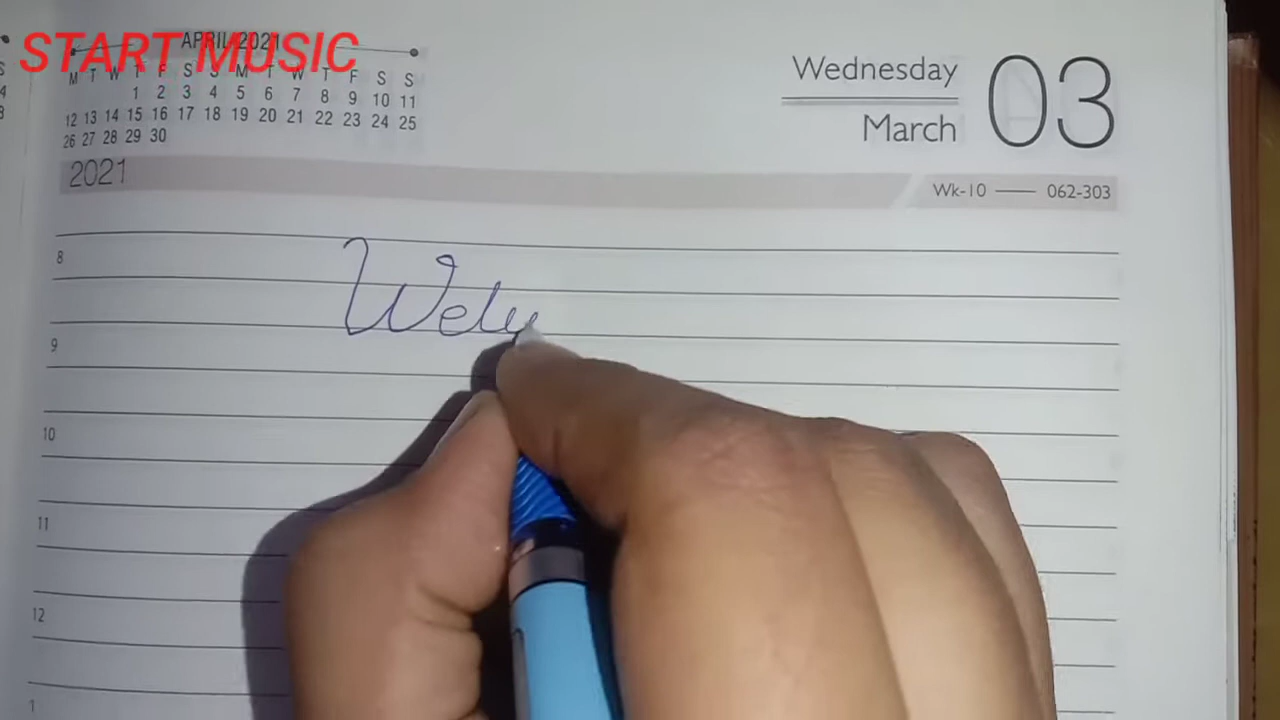 START MUSIC
APRIL 2021
M T W T F S S M T W T F S S
1 2 3 4 5 6 7 8 9 10 11
12 13 14 15 16 17 18 19 20 21 22 23 24 25
26 27 28 29 30
2021
Wednesday
March
03
Wk-10 — 062-303
8
9
10
11
12
1